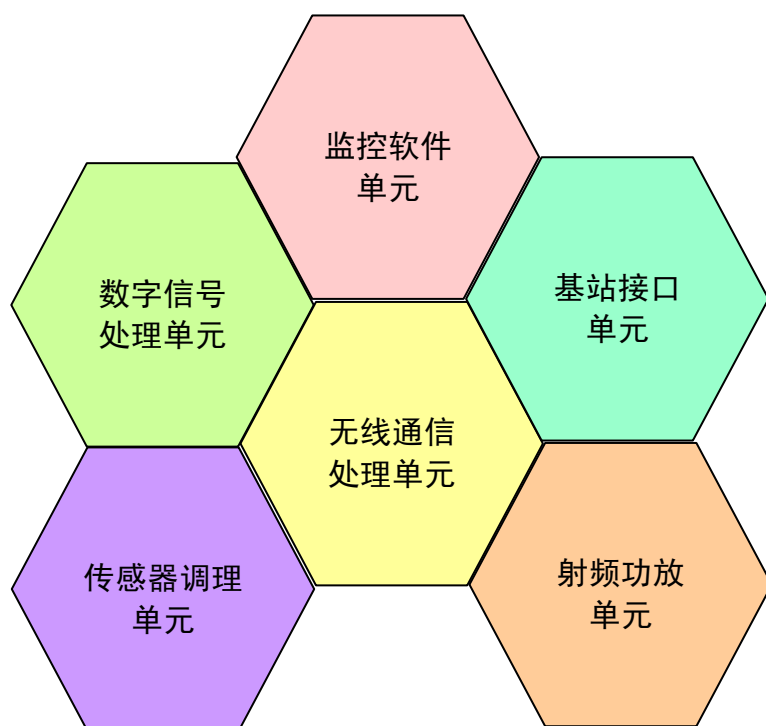 监控软件
单元
数字信号
处理单元
基站接口
单元
无线通信
处理单元
传感器调理
单元
射频功放
单元